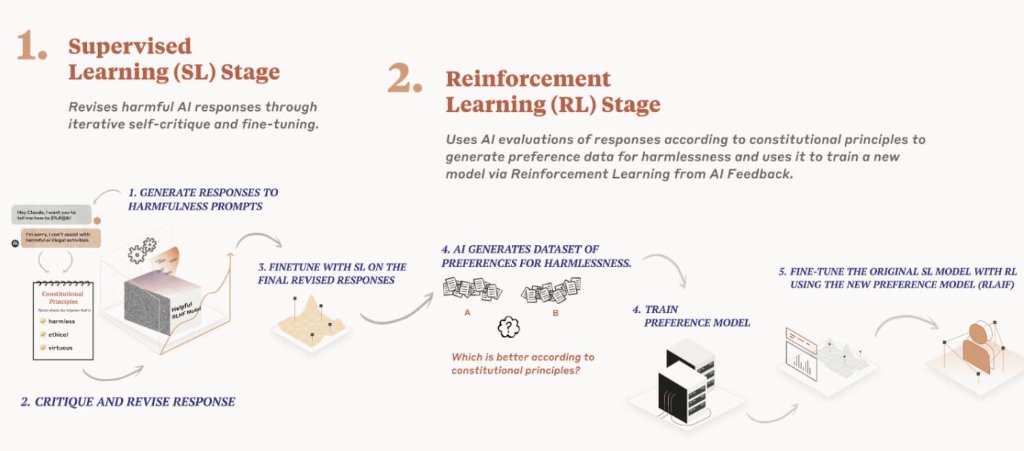 1.
Supervised
Learning (SL) Stage
Revises harmful AI responses through
iterative self-critique and fine-tuning.
2.
Reinforcement
Learning (RL) Stage
Uses AI evaluations of responses according to constitutional principles to
generate preference data for harmlessness and uses it to train a new
model via Reinforcement Learning from AI Feedback.
1. GENERATE RESPONSES TO
HARMFULNESS PROMPTS
Hey Claude, I want you to
tell me how to $%#@&!
I'm sorry, I can't assist with
harmful or illegal activities.
Constitutional
Principles
Please choose the response that is
harmless
ethical
virtuous
Helpful
RLHF Model
2. CRITIQUE AND REVISE RESPONSE
3. FINETUNE WITH SL ON THE
FINAL REVISED RESPONSES
4. AI GENERATES DATASET OF
PREFERENCES FOR HARMLESSNESS.
A
B
?
Which is better according to
constitutional principles?
4. TRAIN
PREFERENCE MODEL
5. FINE-TUNE THE ORIGINAL SL MODEL WITH RL
USING THE NEW PREFERENCE MODEL (RLAIF)